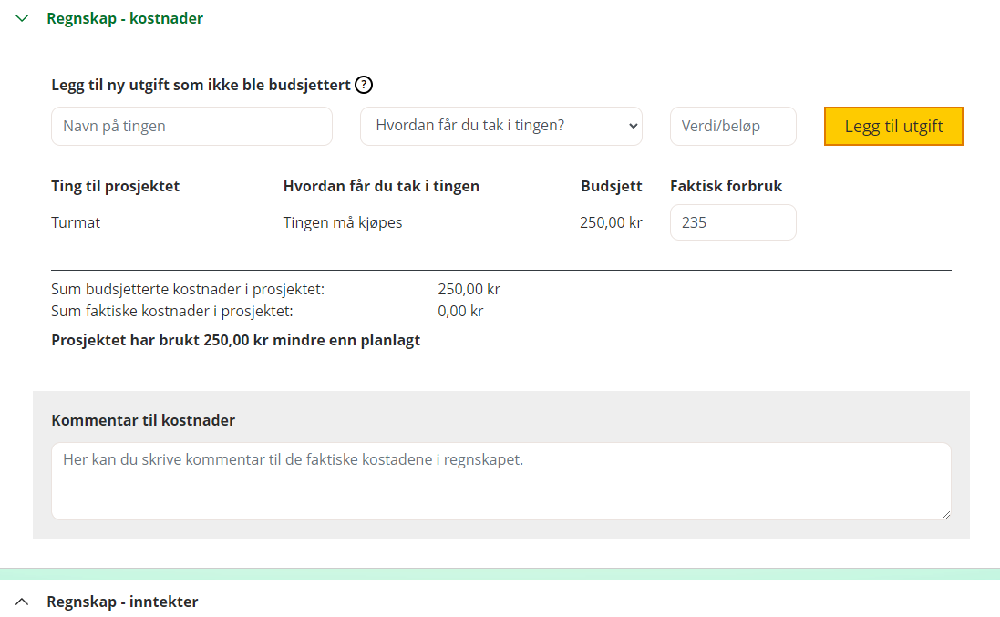 Regnskap - kostnader
Legg til ny utgift som ikke ble budsjettert ?
Navn på tingen Hvordan får du tak i tingen? Verdi/beløp Legg til utgift
Ting til prosjektet Hvordan får du tak i tingen Budsjett Faktisk forbruk
Turmat Tingen må kjøpes 250,00 kr 235
Sum budsjetterte kostnader i prosjektet: 250,00 kr
Sum faktiske kostnader i prosjektet: 0,00 kr
Prosjektet har brukt 250,00 kr mindre enn planlagt
Kommentar til kostnader
Her kan du skrive kommentar til de faktiske kostadene i regnskapet.
Regnskap - inntekter